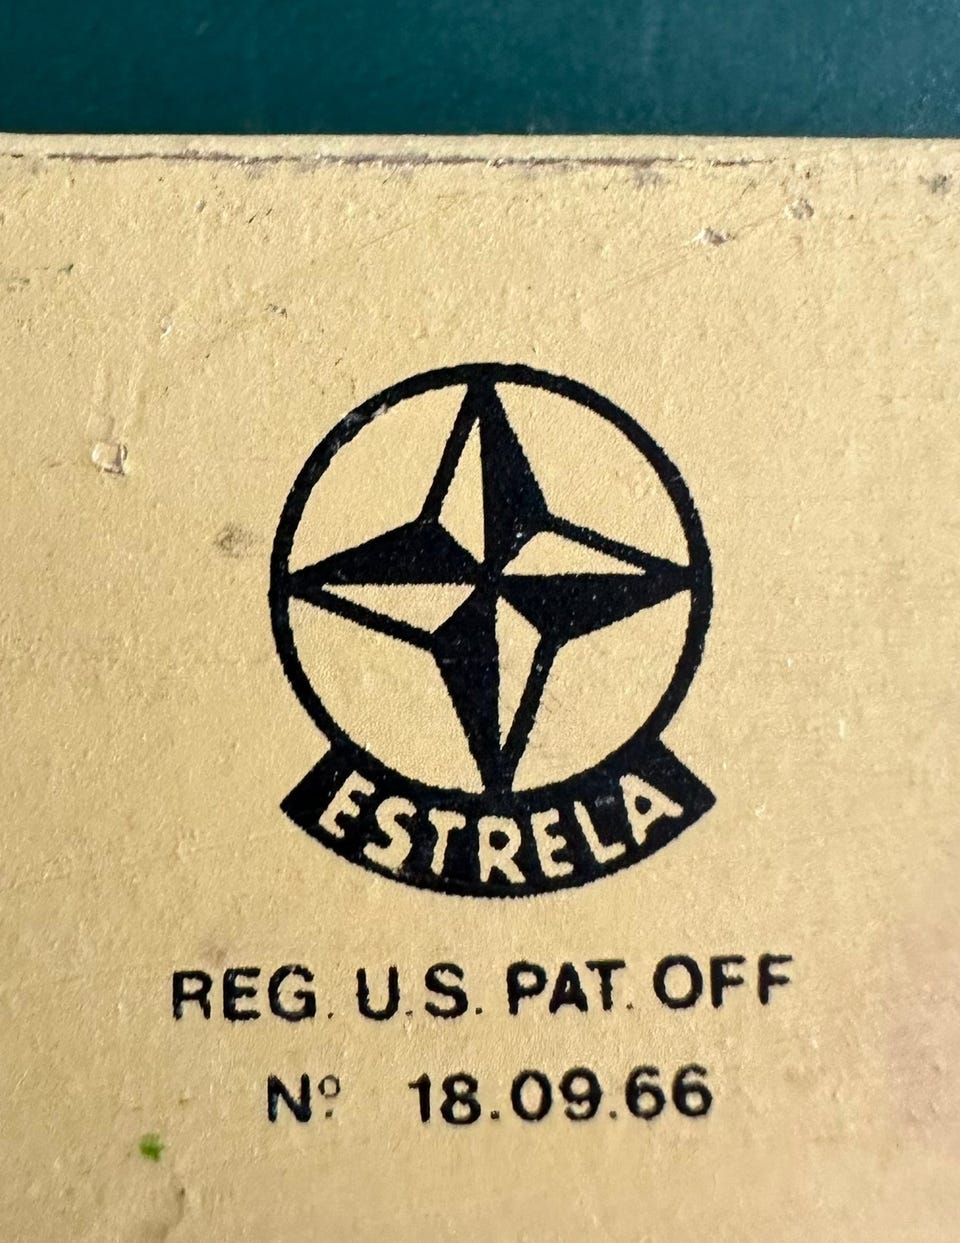 ESTRELA
REG. U.S. PAT. OFF
Nº 18.09.66